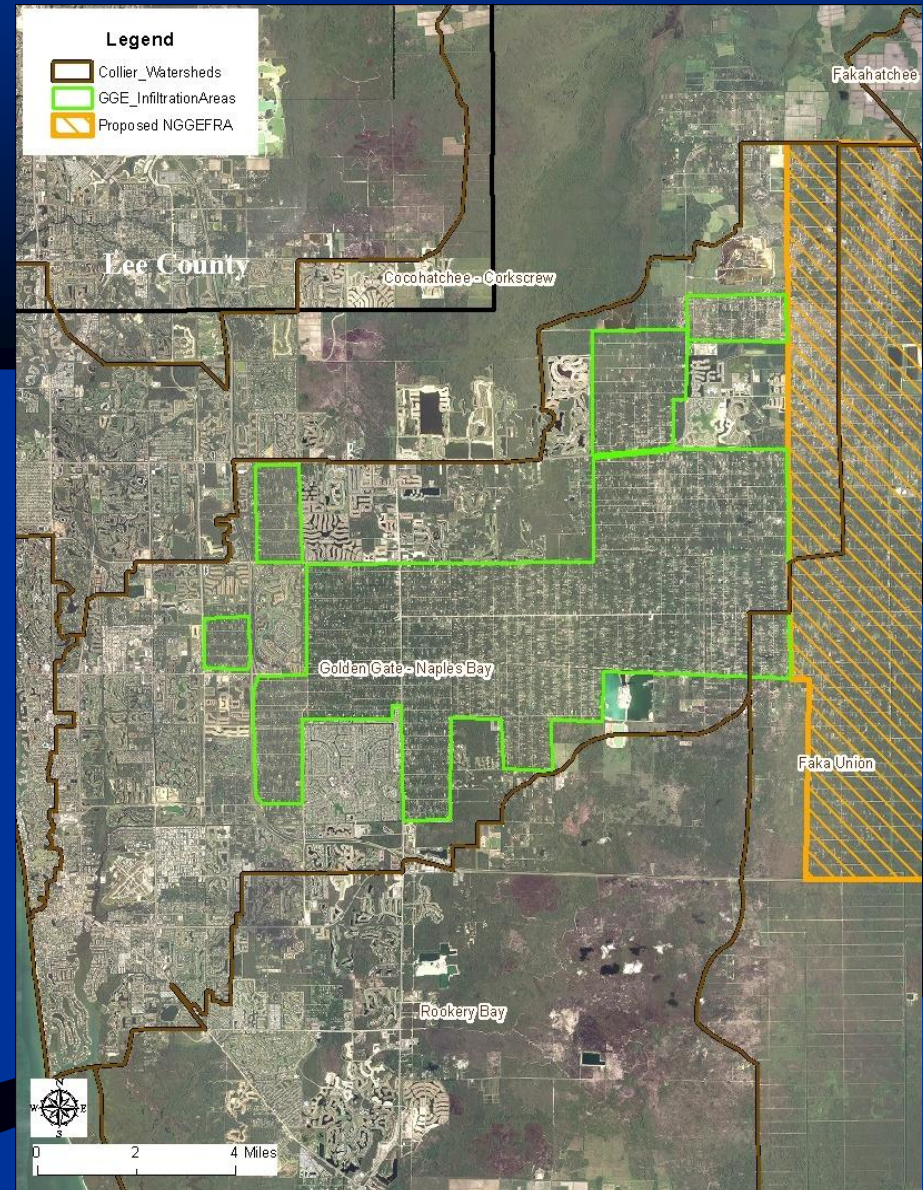 Legend
Collier_Watersheds
GGE_InfiltrationAreas
Proposed NGGEFRA
Fakahatchee
Lee County
Cocohatchee - Corkscrew
Golden Gate - Naples Bay
Faka Union
Rookery Bay
N
W E
S
0 2 4 Miles